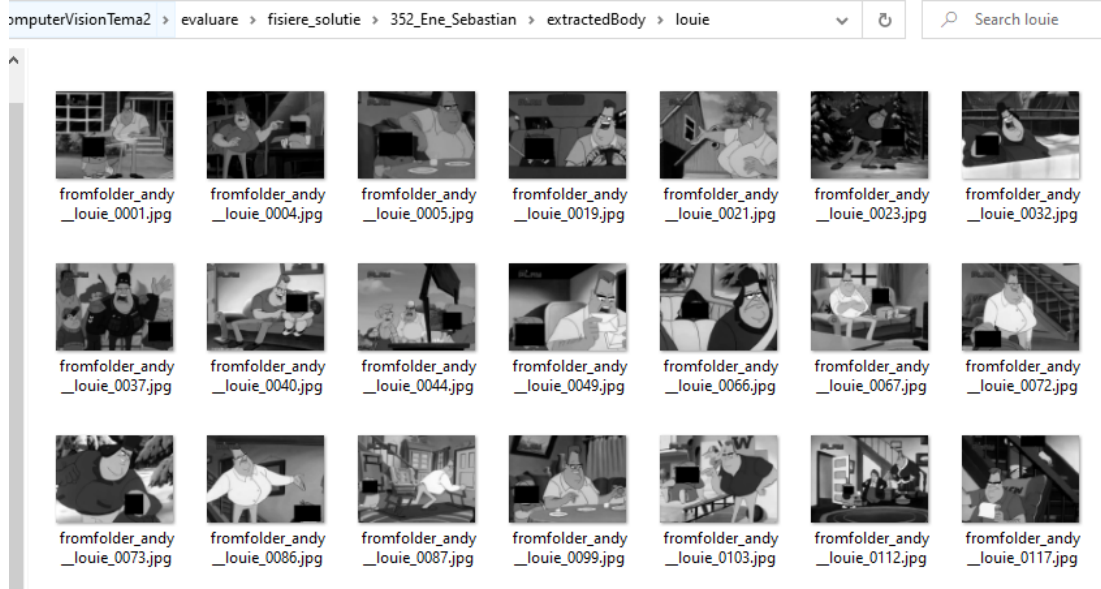 omputerVisionTema2 > evaluare > fisiere_solutie > 352_Ene_Sebastian > extractedBody > louie
Search louie
fromfolder_andy
__louie_0001.jpg
fromfolder_andy
__louie_0004.jpg
fromfolder_andy
__louie_0005.jpg
fromfolder_andy
__louie_0019.jpg
fromfolder_andy
__louie_0021.jpg
fromfolder_andy
__louie_0023.jpg
fromfolder_andy
__louie_0032.jpg
fromfolder_andy
__louie_0037.jpg
fromfolder_andy
__louie_0040.jpg
fromfolder_andy
__louie_0044.jpg
fromfolder_andy
__louie_0049.jpg
fromfolder_andy
__louie_0066.jpg
fromfolder_andy
__louie_0067.jpg
fromfolder_andy
__louie_0072.jpg
fromfolder_andy
__louie_0073.jpg
fromfolder_andy
__louie_0086.jpg
fromfolder_andy
__louie_0087.jpg
fromfolder_andy
__louie_0099.jpg
fromfolder_andy
__louie_0103.jpg
fromfolder_andy
__louie_0112.jpg
fromfolder_andy
__louie_0117.jpg